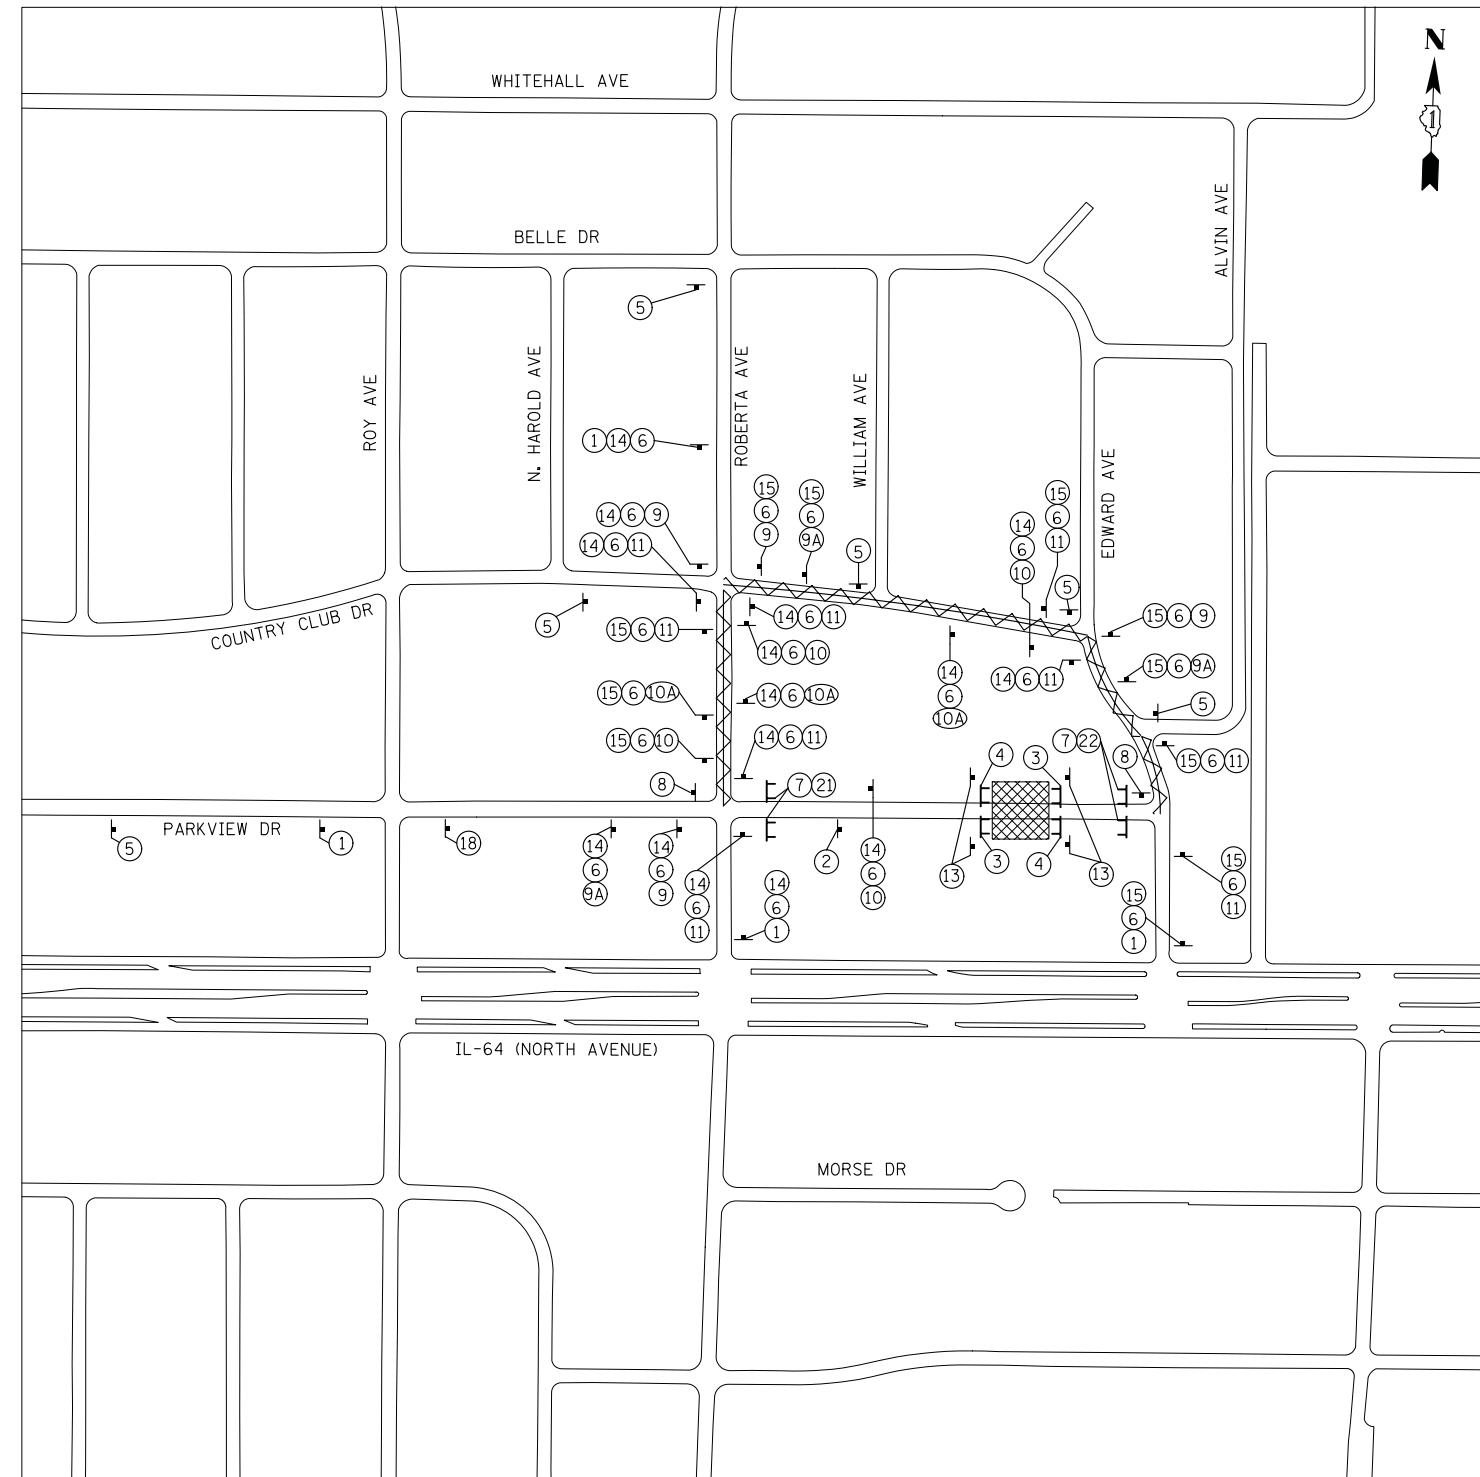 N
1
WHITEHALL AVE
ALVIN AVE
BELLE DR
5
ROY AVE
N. HAROLD AVE
ROBERTA AVE
WILLIAM AVE
EDWARD AVE
1 14 6
15 6 9
15 6 9A
14 6 9
14 6 11
5
14 6 10
15 6 11
5
COUNTRY CLUB DR
5
15 6 11
14 6 11
14 6 10
15 6 9
15 6 9A
14 6 11
14 6 10A
15 6 10A
14 6 10A
5
15 6 10
14 6 11
4
3
7 22
8
15 6 11
8
7 21
PARKVIEW DR
5
1
18
14 6 9A
14 6 9
14 6 11
14 6 1
2
14 6 10
13
3
4
13
15 6 1
15 6 11
IL-64 (NORTH AVENUE)
MORSE DR